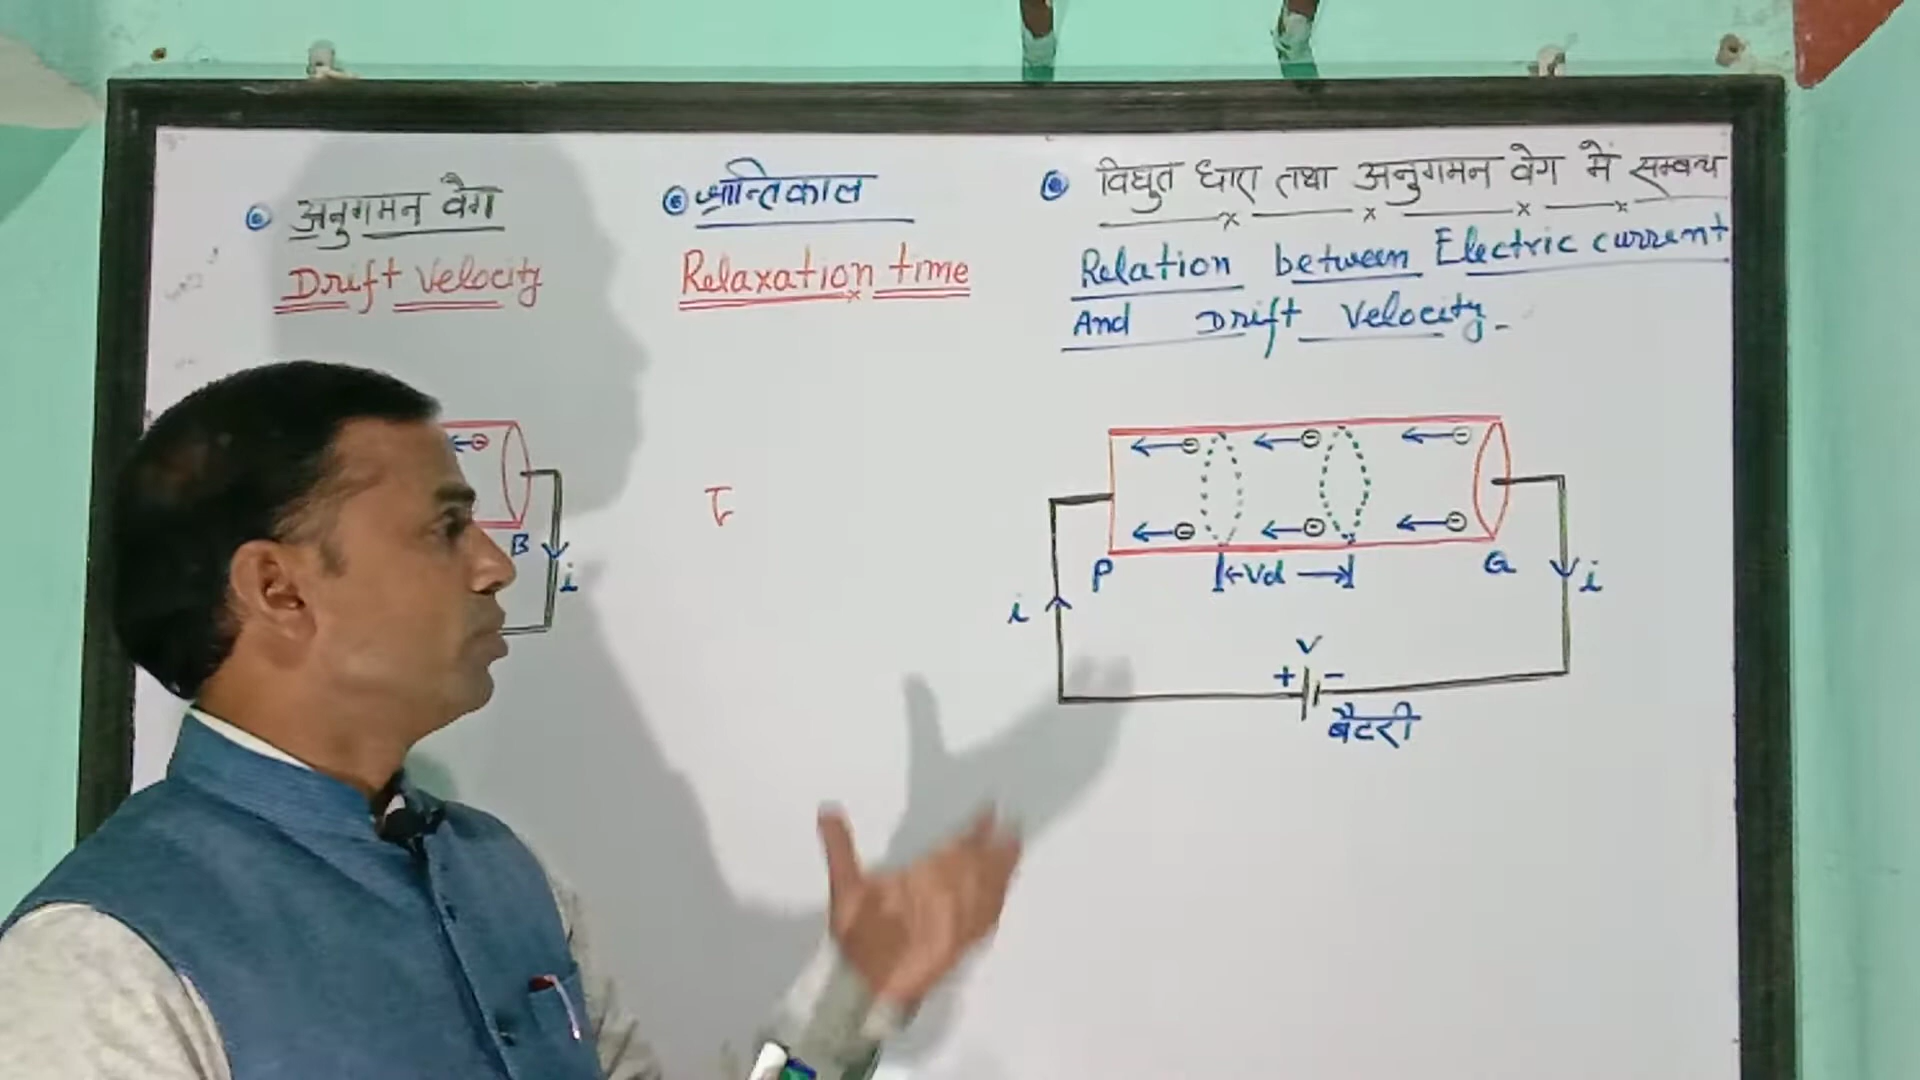 अनुगमन वेग
Drift Velocity
B
i
श्रान्तिकाल
Relaxation time
τ
विघुत धारा तथा अनुगमन वेग में सम्बन्ध
Relation between Electric current
And Drift Velocity
P
Vd
Q
i
i
V
+ -
बैटरी